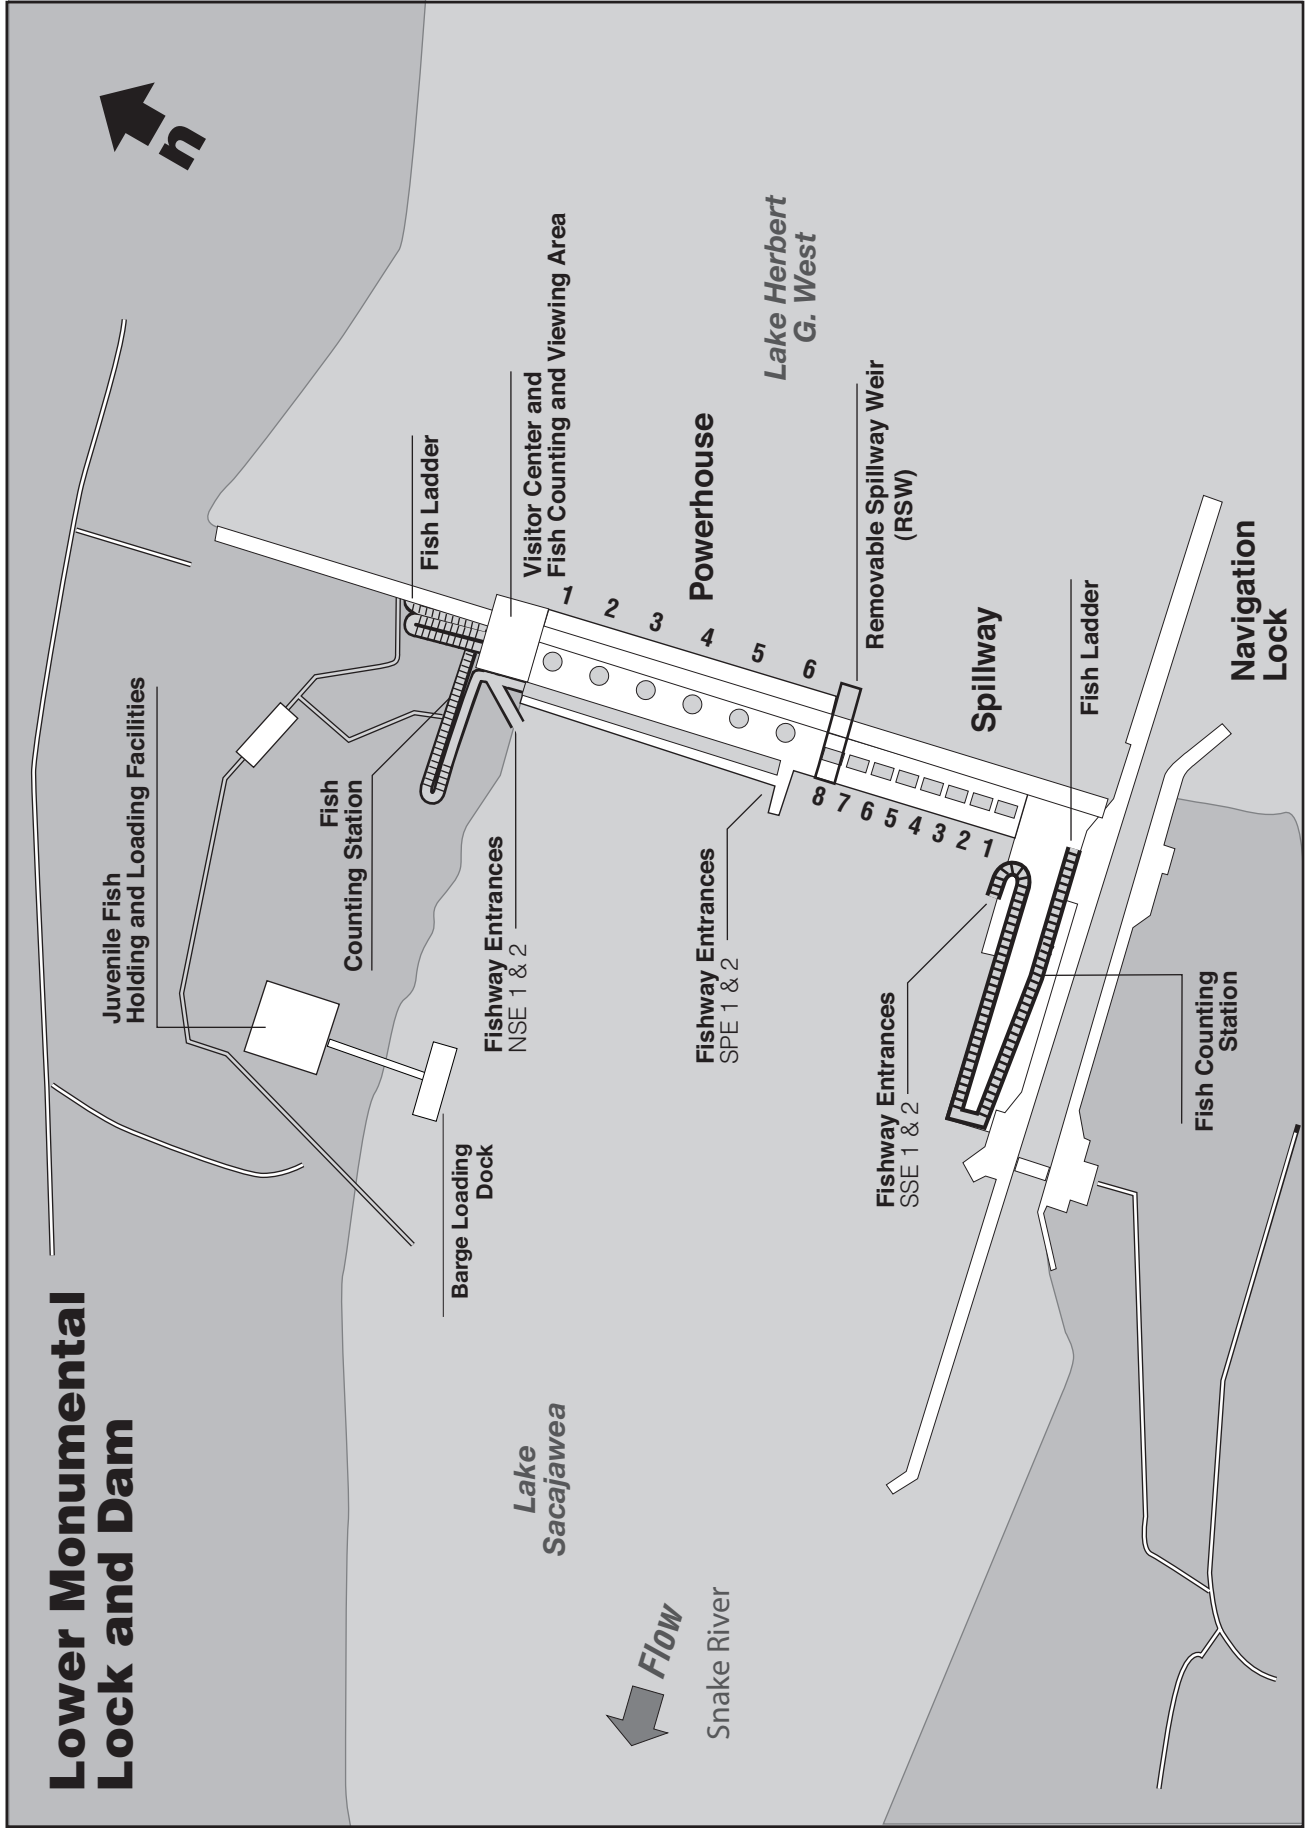 Lower Monumental
Lock and Dam
n
Juvenile Fish
Holding and Loading Facilities
Fish
Counting Station
Fish Ladder
Visitor Center and
Fish Counting and Viewing Area
Barge Loading
Dock
Fishway Entrances
NSE 1 & 2
Lake
Sacajawea
Flow
Snake River
Fishway Entrances
SPE 1 & 2
1
2
3
4
5
6
Powerhouse
Lake Herbert
G. West
Removable Spillway Weir
(RSW)
8
7
6
5
4
3
2
1
Spillway
Fishway Entrances
SSE 1 & 2
Fish Ladder
Fish Counting
Station
Navigation
Lock